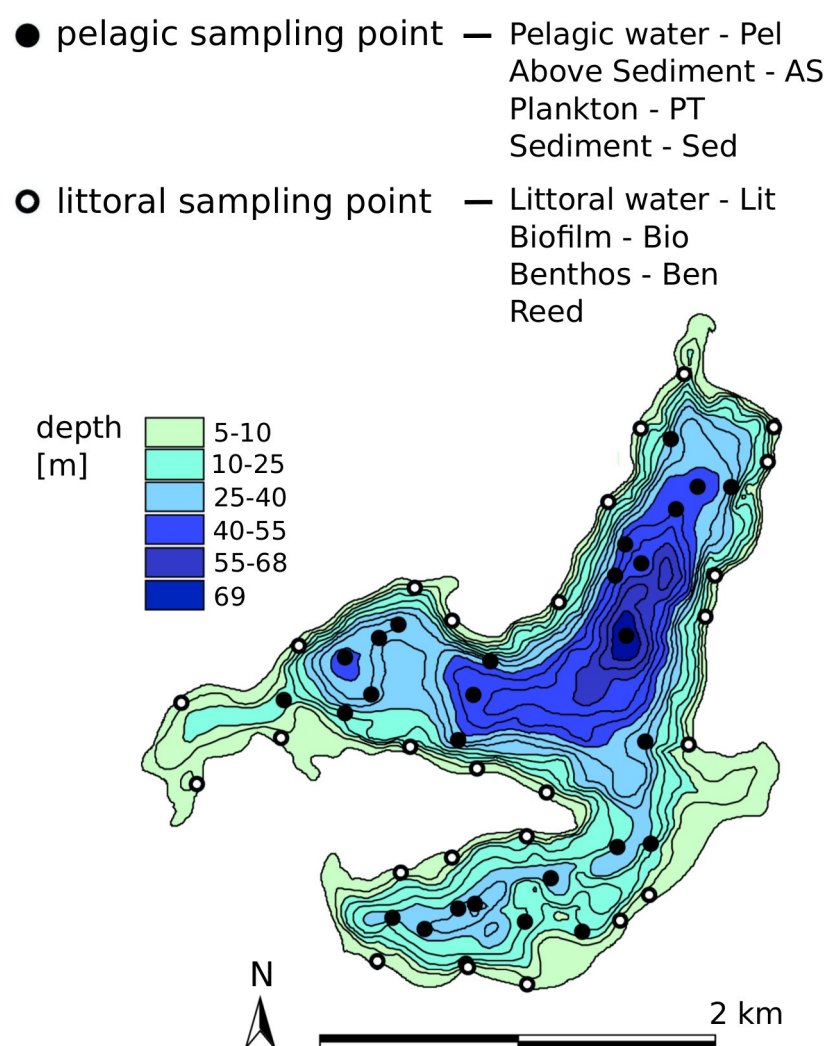 pelagic sampling point — Pelagic water - Pel
Above Sediment - AS
Plankton - PT
Sediment - Sed
littoral sampling point — Littoral water - Lit
Biofilm - Bio
Benthos - Ben
Reed
depth
[m]
5-10
10-25
25-40
40-55
55-68
69
N
2 km